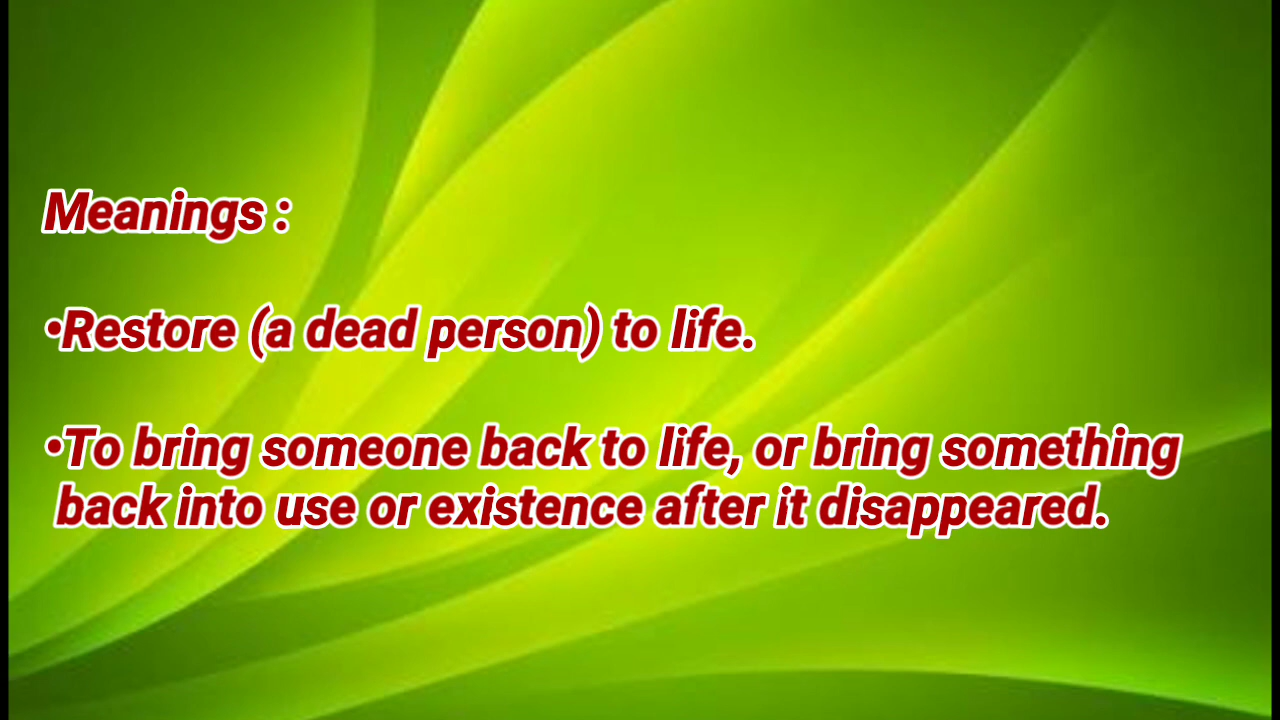 Meanings :
•Restore (a dead person) to life.
•To bring someone back to life, or bring something
back into use or existence after it disappeared.